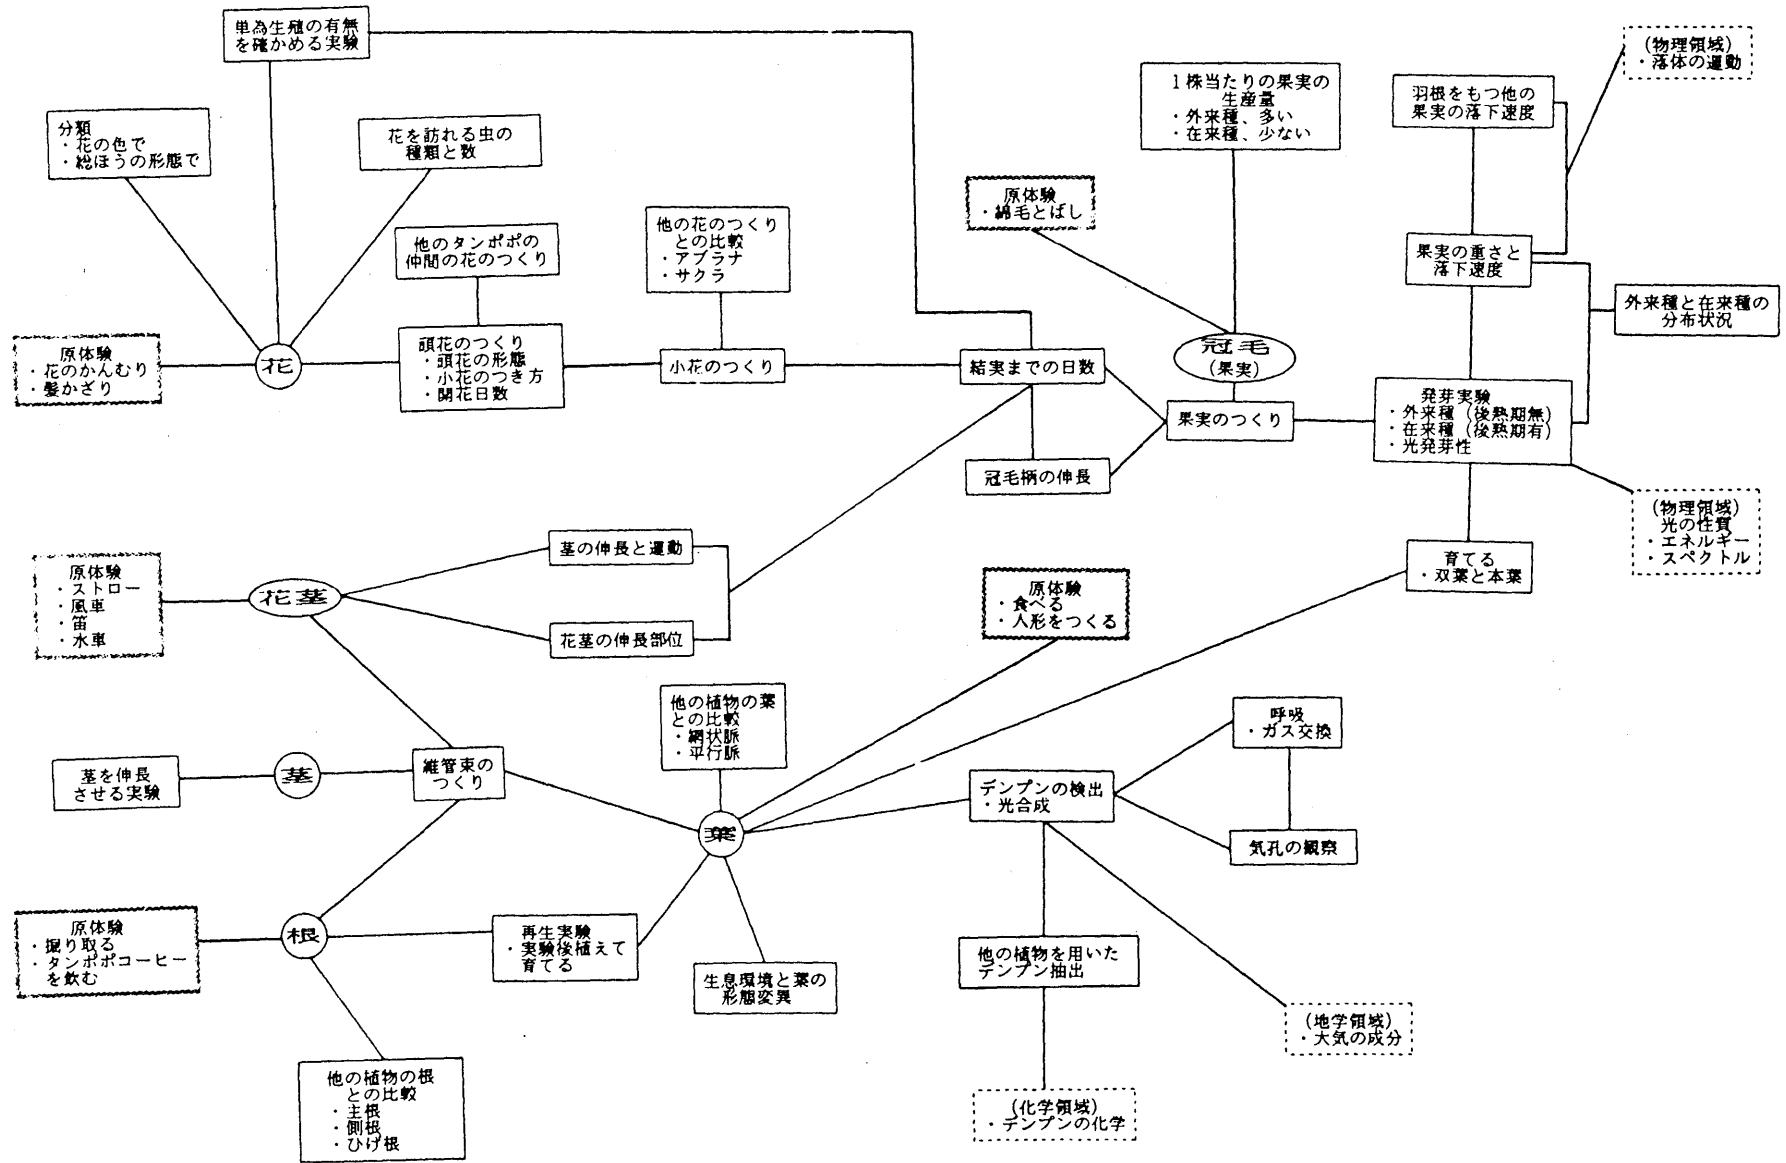 単為生殖の有無
を確かめる実験
分類
・花の色で
・総ほうの形態で
花を訪れる虫の
種類と数
他のタンポポの
仲間の花のつくり
他の花のつくり
との比較
・アブラナ
・サクラ
原体験
・花のかんむり
・髪かざり
花
頭花のつくり
・頭花の形態
・小花のつき方
・開花日数
小花のつくり
結実までの日数
冠毛柄の伸長
原体験
・綿毛とばし
1株当たりの果実の
生産量
・外来種、多い
・在来種、少ない
冠毛
(果実)
果実のつくり
(物理領域)
・落体の運動
羽根をもつ他の
果実の落下速度
果実の重さと
落下速度
外来種と在来種の
分布状況
発芽実験
・外来種(後熟期無)
・在来種(後熟期有)
・光発芽性
(物理領域)
光の性質
・エネルギー
・スペクトル
育てる
・双葉と本葉
原体験
・ストロー
・風車
・笛
・水車
花茎
茎の伸長と運動
花茎の伸長部位
原体験
・食べる
・人形をつくる
茎を伸長
させる実験
茎
維管束の
つくり
他の植物の葉
との比較
・網状脈
・平行脈
葉
デンプンの検出
・光合成
呼吸
・ガス交換
気孔の観察
原体験
・掘り取る
・タンポポコーヒー
を飲む
根
再生実験
・実験後植えて
育てる
生息環境と葉の
形態変異
他の植物を用いた
デンプン抽出
(地学領域)
・大気の成分
他の植物の根
との比較
・主根
・側根
・ひげ根
(化学領域)
・デンプンの化学